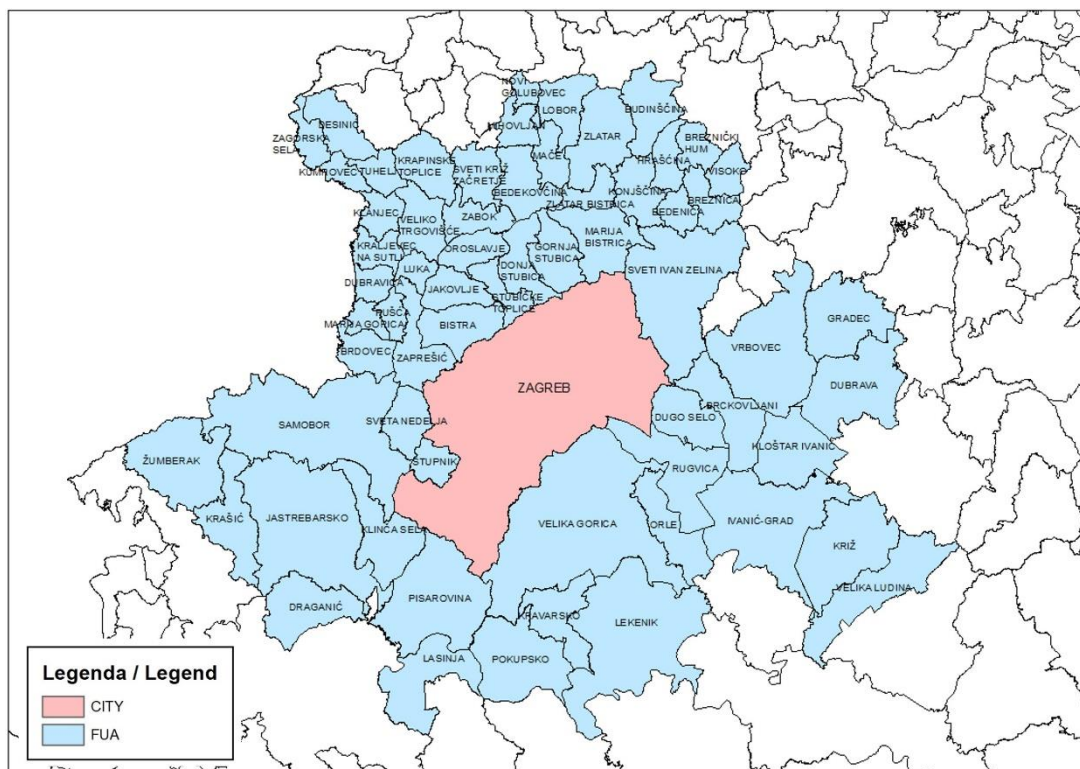 NOVI
GOLUBOVEC
LOBOR
BUDINŠČINA
DESINIĆ
MIHOVLJAN
ZLATAR
ZAGORSKA
SELA
BREZNIČKI
HUM
KRAPINSKE
TOPLICE
MAČE
HRAŠĆINA
KUMROVEC
TUHELJ
SVETI KRIŽ
ZAČRETJE
VISOKO
BEDEKOVČINA
KONJŠČINA
ZLATAR BISTRICA
BREZNICA
KLANJEC
VELIKO
TRGOVIŠĆE
ZABOK
BEDENICA
MARIJA
BISTRICA
KRALJEVEC
NA SUTLI
OROSLAVJE
GORNJA
STUBICA
LUKA
DONJA
STUBICA
SVETI IVAN ZELINA
DUBRAVICA
JAKOVLJE
STUBIČKE
TOPLICE
PUŠĆA
MARIJA GORICA
BISTRA
GRADEC
BRDOVEC
ZAPREŠIĆ
VRBOVEC
ZAGREB
DUBRAVA
SAMOBOR
SVETA NEDELJA
DUGO SELO
BRCKOVLJANI
KLOŠTAR IVANIĆ
ŽUMBERAK
STUPNIK
RUGVICA
KRAŠIĆ
JASTREBARSKO
KLINČA SELA
VELIKA GORICA
ORLE
IVANIĆ-GRAD
KRIŽ
VELIKA LUDINA
DRAGANIĆ
PISAROVINA
KRAVARSKO
LEKENIK
LASINJA
POKUPSKO
Legenda / Legend
CITY
FUA